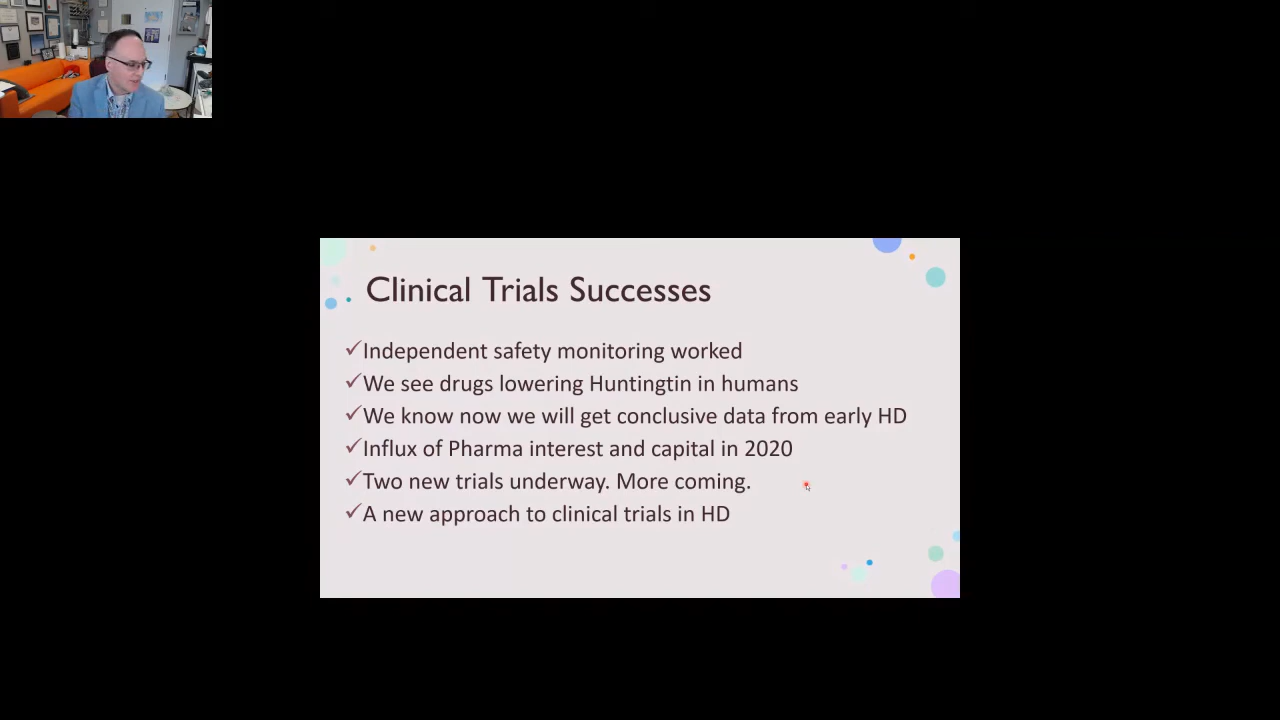 Clinical Trials Successes
✓Independent safety monitoring worked
✓We see drugs lowering Huntingtin in humans
✓We know now we will get conclusive data from early HD
✓Influx of Pharma interest and capital in 2020
✓Two new trials underway. More coming.
✓A new approach to clinical trials in HD